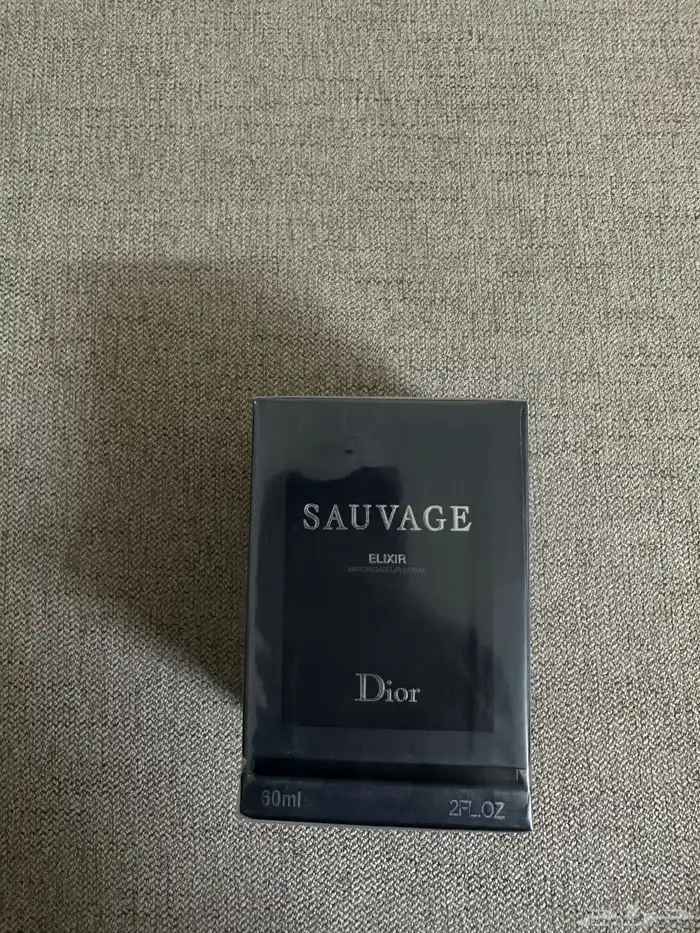 SAUVAGE
ELIXIR
VAPORISATEUR SPRAY
Dior
60ml 2FL.OZ